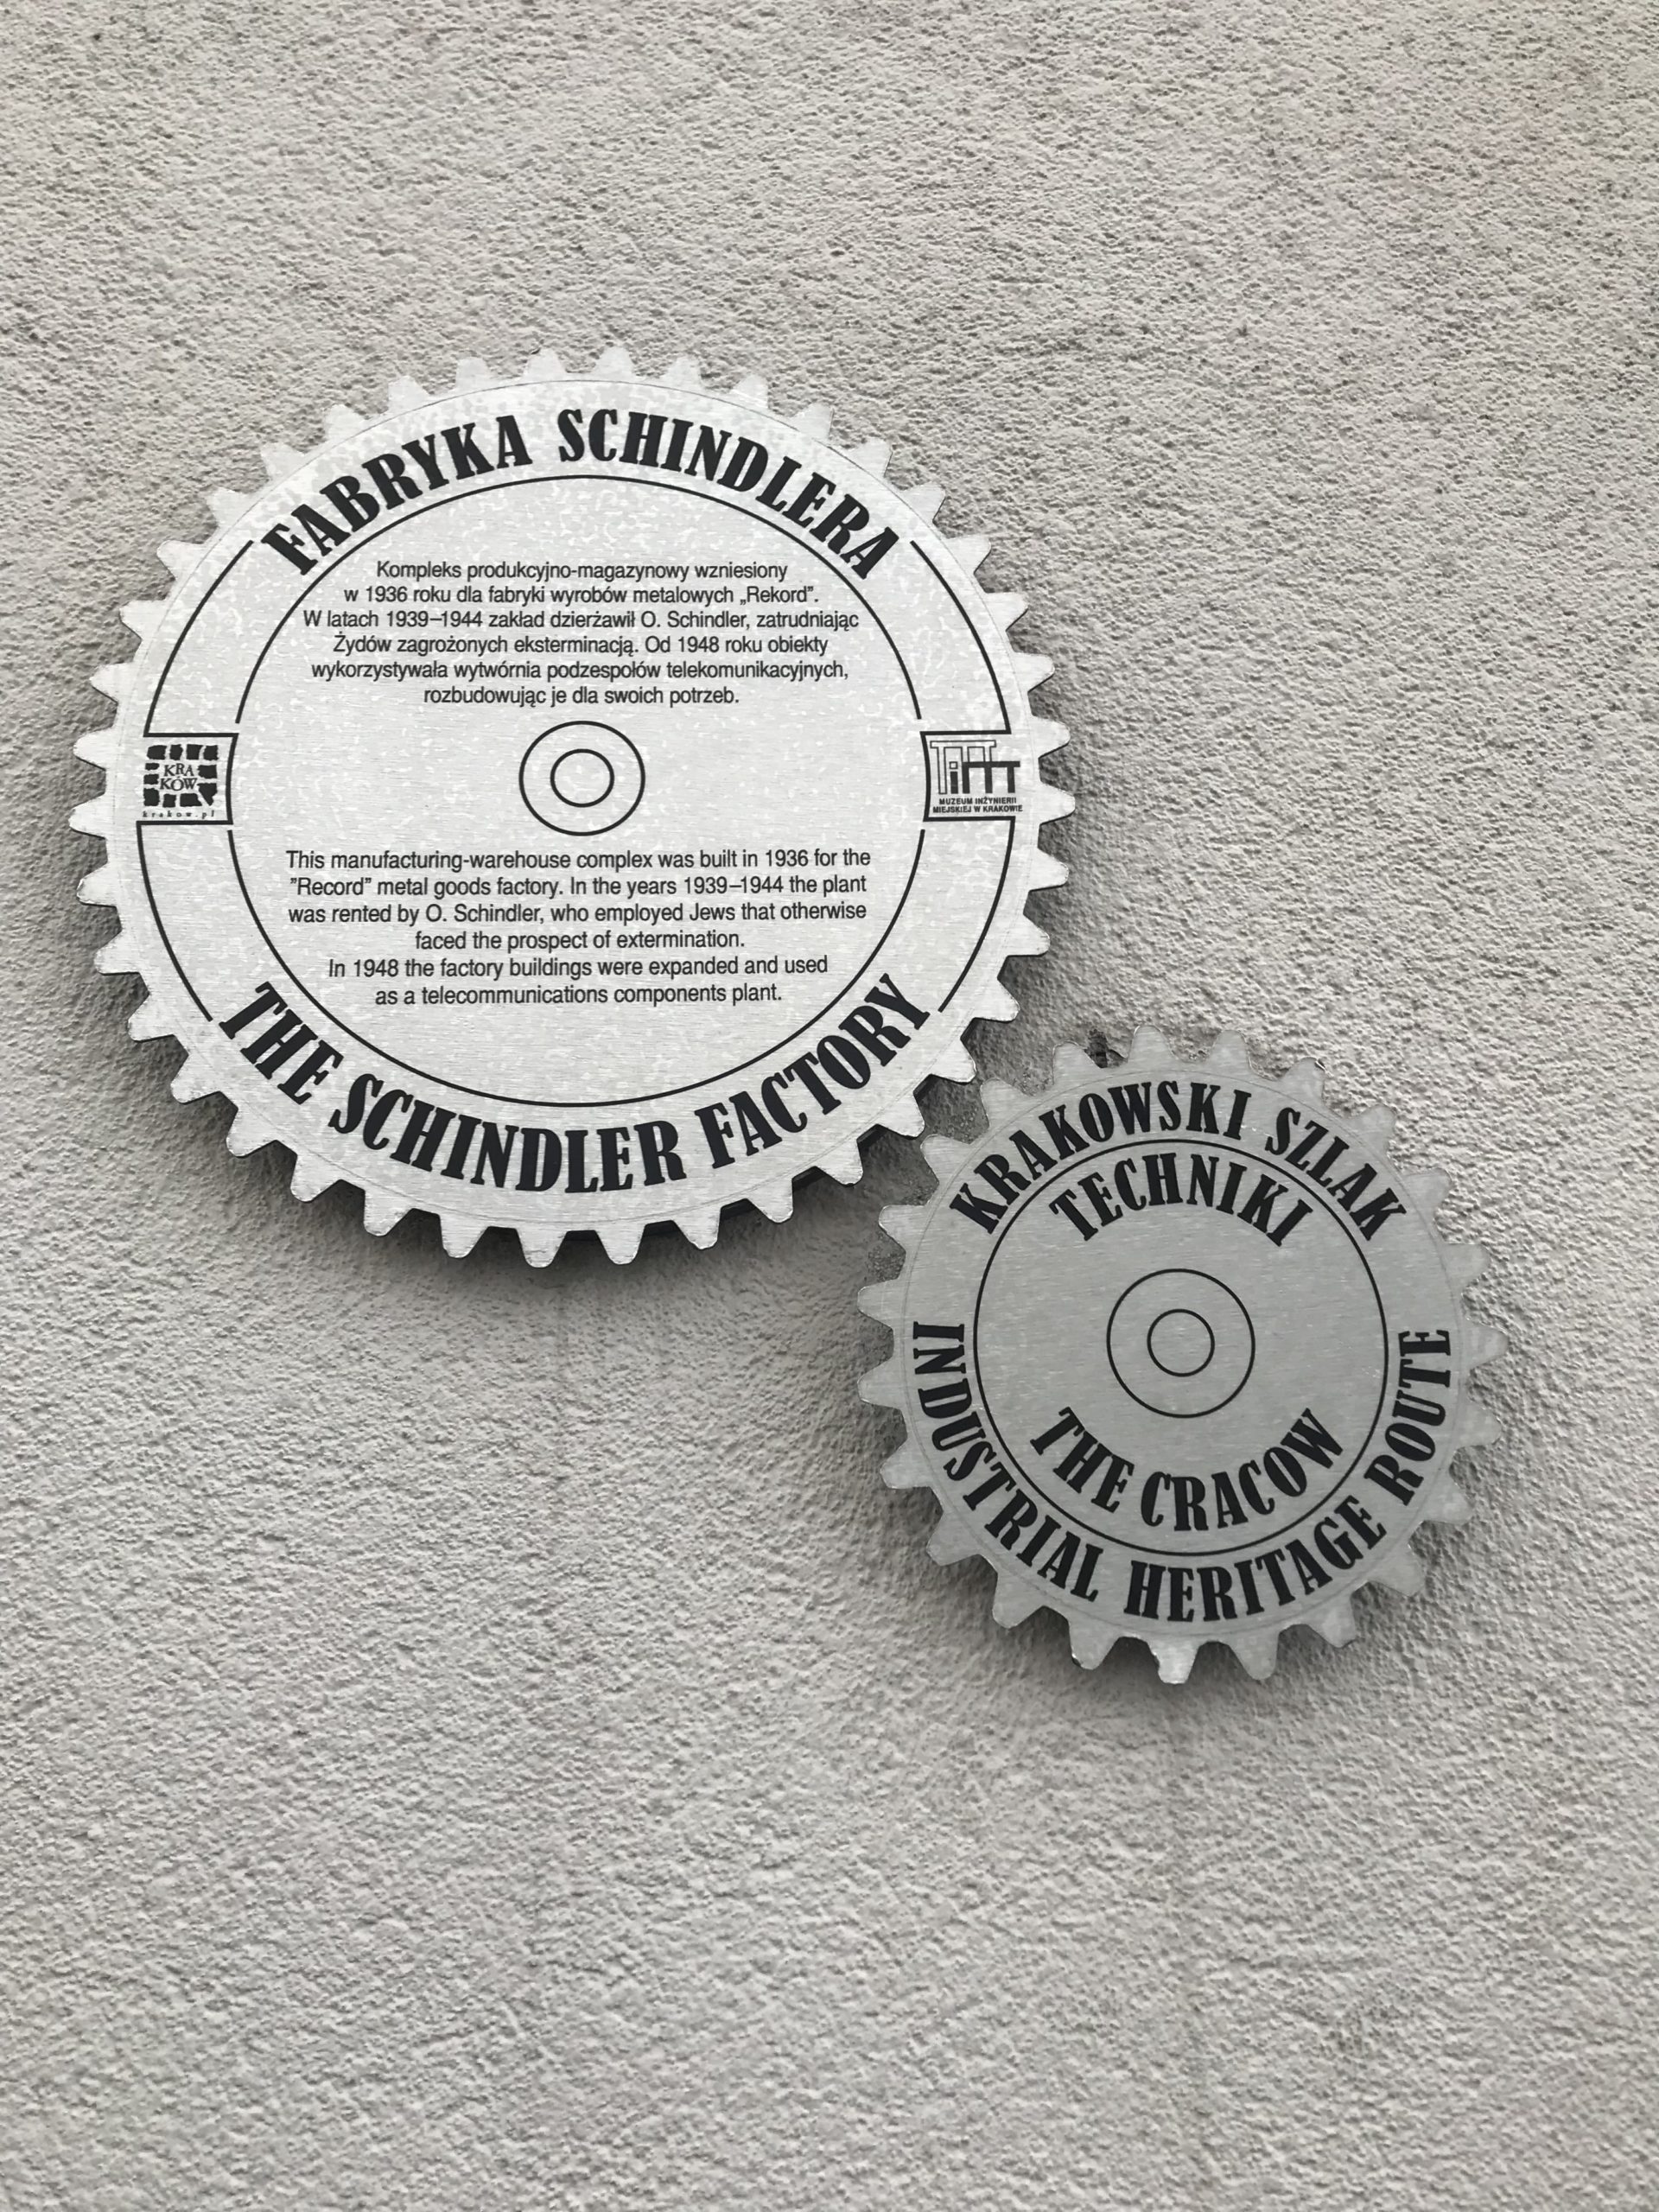 FABRYKA SCHINDLERA
Kompleks produkcyjno-magazynowy wzniesiony
w 1936 roku dla fabryki wyrobów metalowych „Rekord”.
W latach 1939–1944 zakład dzierżawił O. Schindler, zatrudniając
Żydów zagrożonych eksterminacją. Od 1948 roku obiekty
wykorzystywała wytwórnia podzespołów telekomunikacyjnych,
rozbudowując je dla swoich potrzeb.
KRA
KÓW
krakow.pl
MUZEUM INŻYNIERII
MIEJSKIEJ W KRAKOWIE
This manufacturing-warehouse complex was built in 1936 for the
”Record” metal goods factory. In the years 1939–1944 the plant
was rented by O. Schindler, who employed Jews that otherwise
faced the prospect of extermination.
In 1948 the factory buildings were expanded and used
as a telecommunications components plant.
THE SCHINDLER FACTORY
KRAKOWSKI SZLAK
TECHNIKI
THE CRACOW
INDUSTRIAL HERITAGE ROUTE